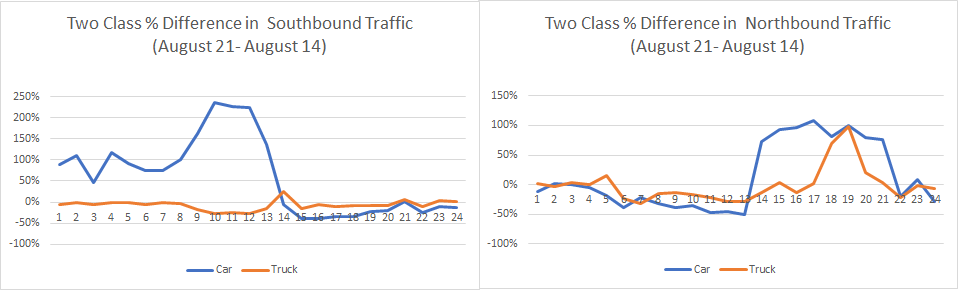 Two Class % Difference in  Southbound Traffic
(August 21- August 14)
250%
200%
150%
100%
50%
0%
-50%
-100%
1 2 3 4 5 6 7 8 9 10 11 12 13 14 15 16 17 18 19 20 21 22 23 24
Car Truck
Two Class % Difference in  Northbound Traffic
(August 21- August 14)
150%
100%
50%
0%
-50%
-100%
1 2 3 4 5 6 7 8 9 10 11 12 13 14 15 16 17 18 19 20 21 22 23 24
Car Truck